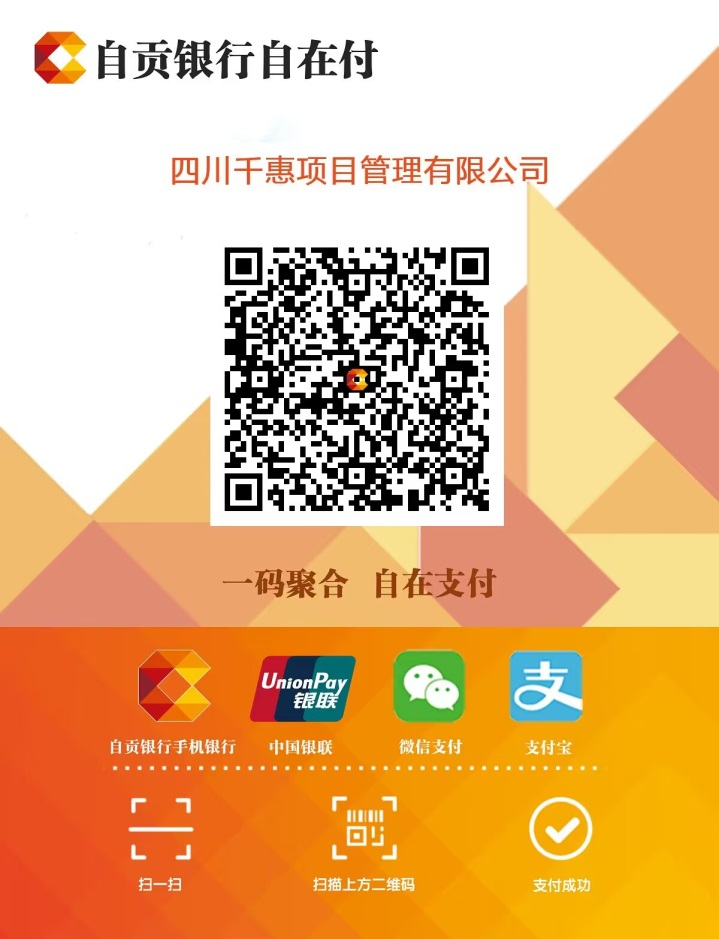 自贡银行自在付
四川千惠项目管理有限公司
一码聚合 自在支付
UnionPay
银联
支
自贡银行手机银行 中国银联 微信支付 支付宝
扫一扫 扫描上方二维码 支付成功